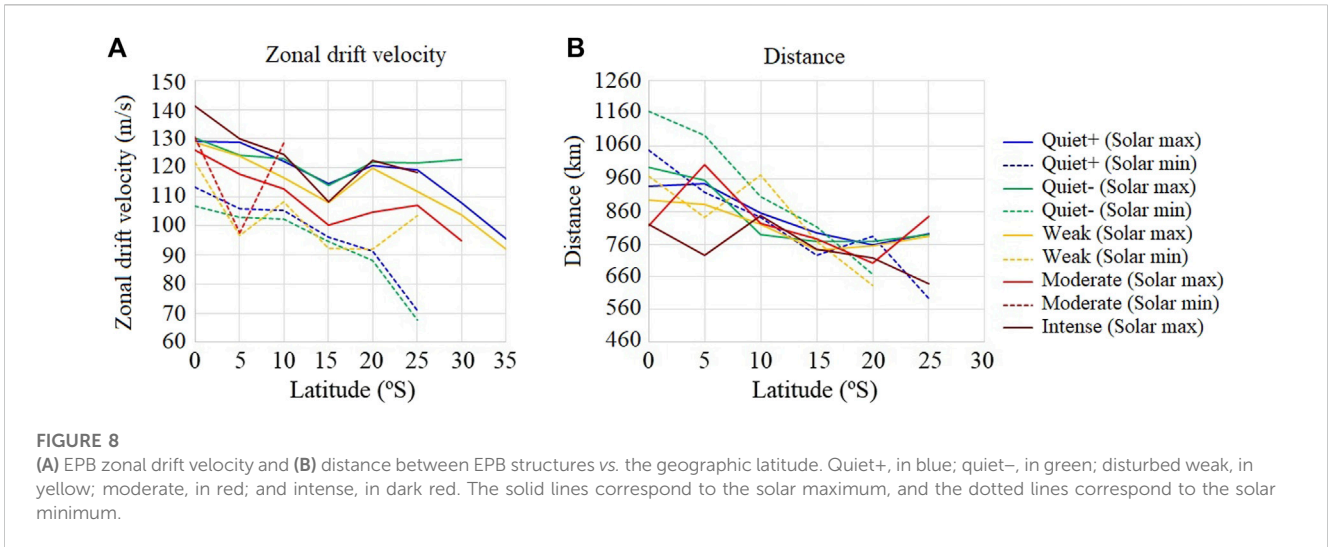 A
Zonal drift velocity
Zonal drift velocity (m/s)
150
140
130
120
110
100
90
80
70
60
0 5 10 15 20 25 30 35
Latitude (ºS)
B
Distance
Distance (km)
1260
1160
1060
960
860
760
660
560
460
0 5 10 15 20 25 30
Latitude (ºS)
Quiet+ (Solar max)
Quiet+ (Solar min)
Quiet- (Solar max)
Quiet- (Solar min)
Weak (Solar max)
Weak (Solar min)
Moderate (Solar max)
Moderate (Solar min)
Intense (Solar max)
FIGURE 8
(A) EPB zonal drift velocity and (B) distance between EPB structures vs. the geographic latitude. Quiet+, in blue; quiet–, in green; disturbed weak, in
yellow; moderate, in red; and intense, in dark red. The solid lines correspond to the solar maximum, and the dotted lines correspond to the solar
minimum.